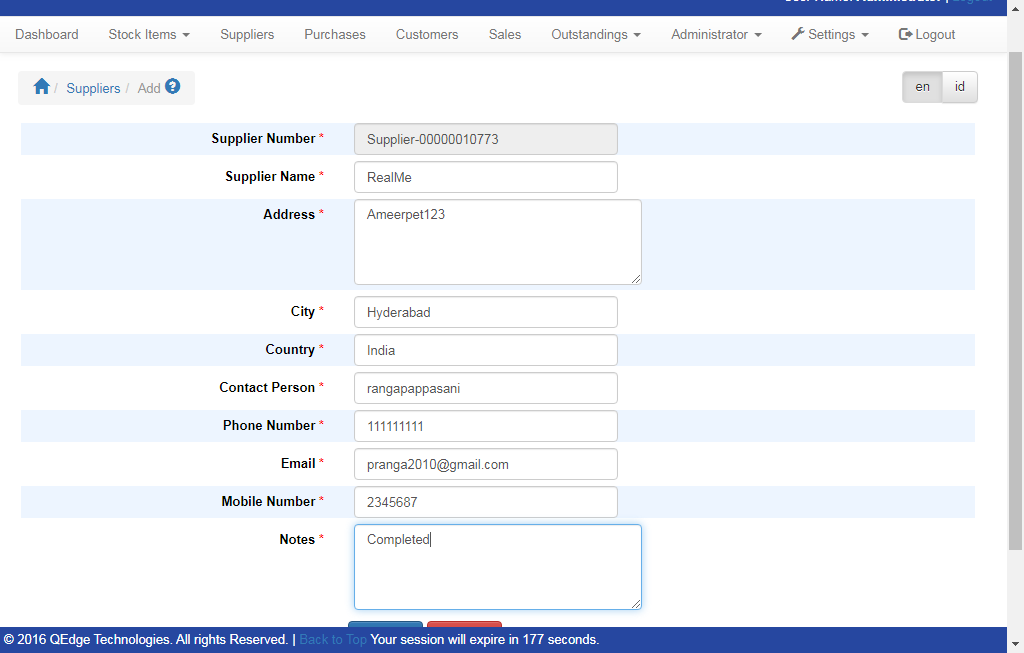 Dashboard Stock Items Suppliers Purchases Customers Sales Outstandings Administrator Settings Logout
/ Suppliers / Add ?
en id
Supplier Number * Supplier-00000010773
Supplier Name * RealMe
Address * Ameerpet123
City * Hyderabad
Country * India
Contact Person * rangapappasani
Phone Number * 111111111
Email * pranga2010@gmail.com
Mobile Number * 2345687
Notes * Completed
© 2016 QEdge Technologies. All rights Reserved. | Back to Top Your session will expire in 177 seconds.